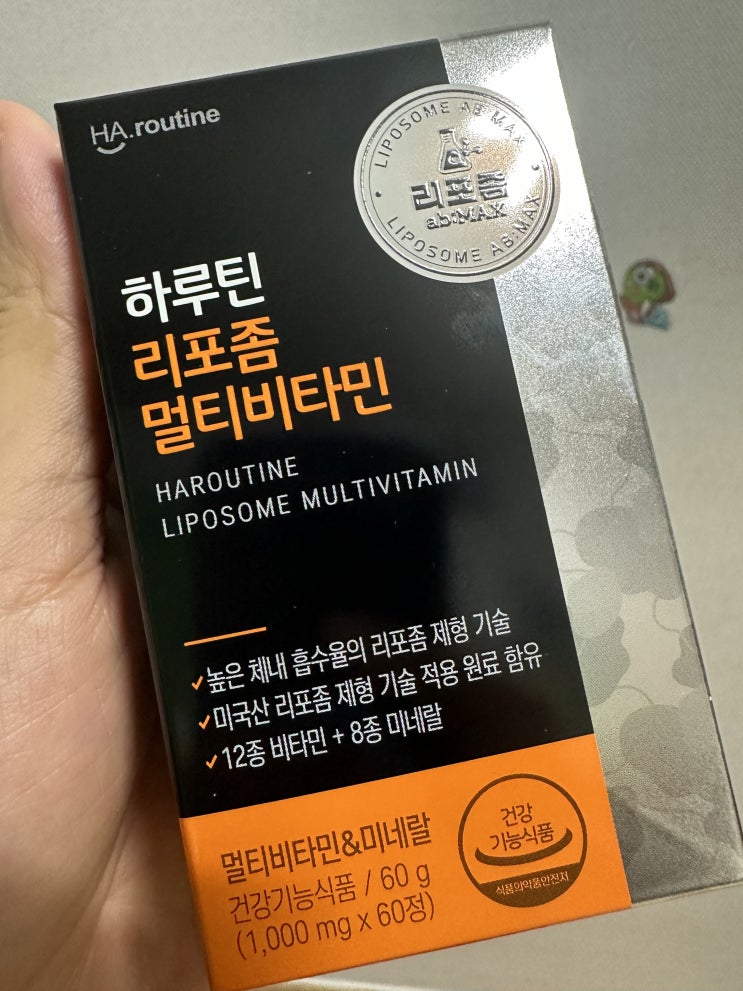 HA.routine
LIPOSOME AB:MAX
리포좀
ab:MAX
LIPOSOME AB:MAX
하루틴
리포좀
멀티비타민
HAROUTINE
LIPOSOME MULTIVITAMIN
✓높은 체내 흡수율의 리포좀 제형 기술
✓미국산 리포좀 제형 기술 적용 원료 함유
✓12종 비타민 + 8종 미네랄
멀티비타민&미네랄
건강기능식품 / 60 g
(1,000 mg x 60정)
건강
기능식품
식품의약품안전처